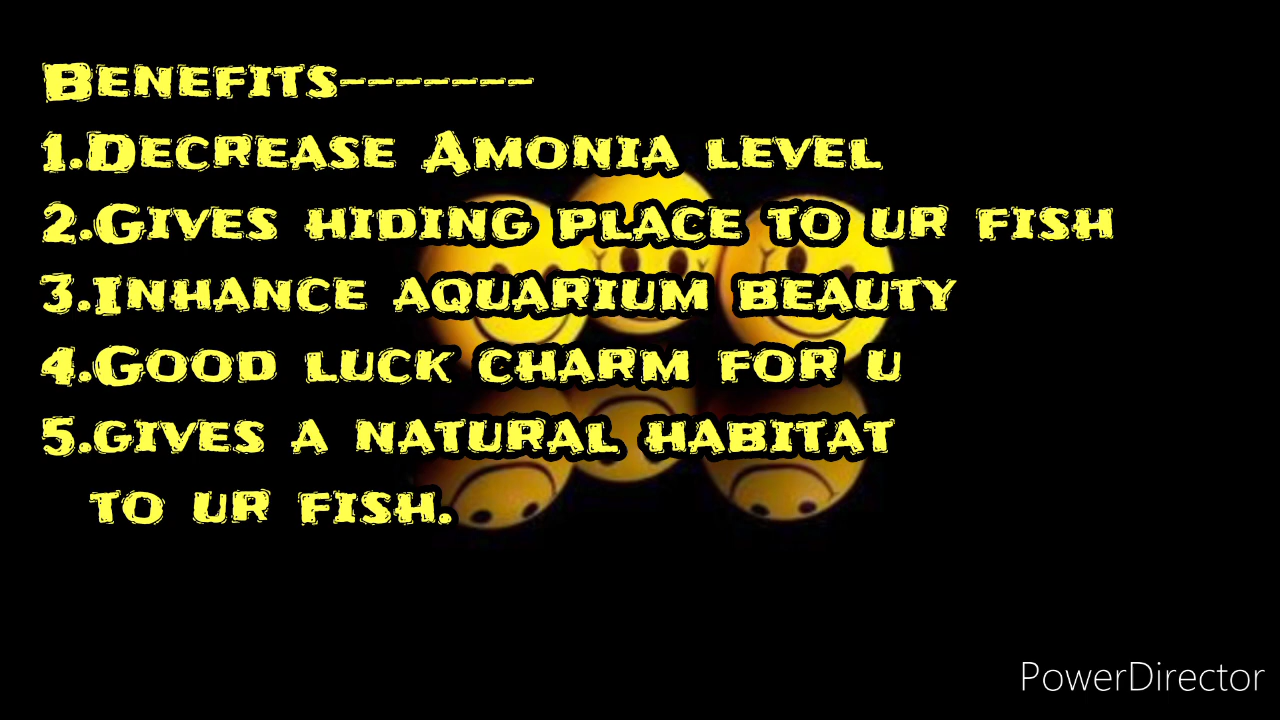 Benefits-------
1.Decrease Amonia level
2.Gives hiding place to ur fish
3.Inhance aquarium beauty
4.Good luck charm for u
5.gives a natural habitat
to ur fish.
PowerDirector